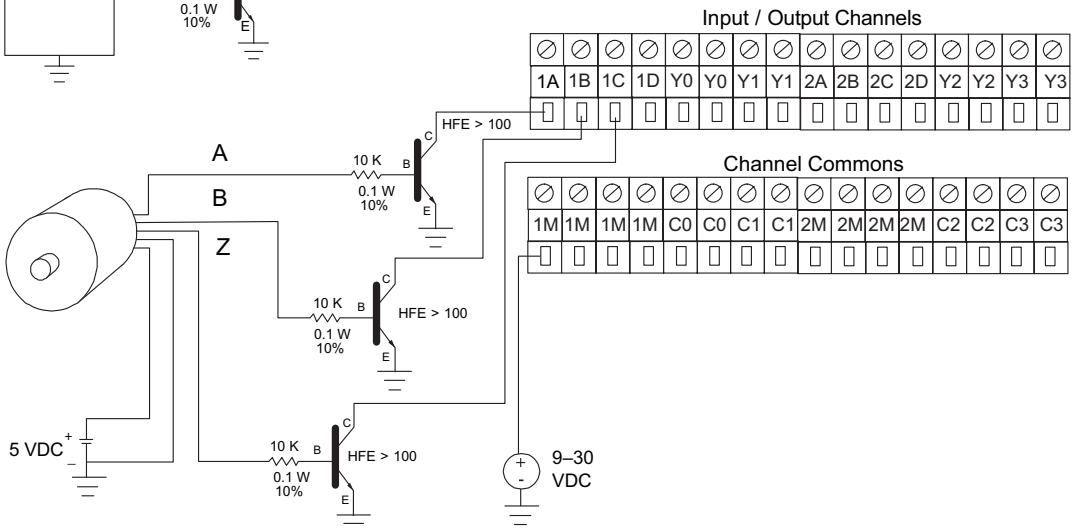 0.1 W
10%
E
Input / Output Channels
1A 1B 1C 1D Y0 Y0 Y1 Y1 2A 2B 2C 2D Y2 Y2 Y3 Y3
C
HFE > 100
A
10 K
B
0.1 W
10%
E
Channel Commons
1M 1M 1M 1M C0 C0 C1 C1 2M 2M 2M 2M C2 C2 C3 C3
B
Z
C
10 K
B
HFE > 100
0.1 W
10%
E
C
10 K
B
HFE > 100
0.1 W
10%
E
5 VDC
+
–
+
-
9–30
VDC